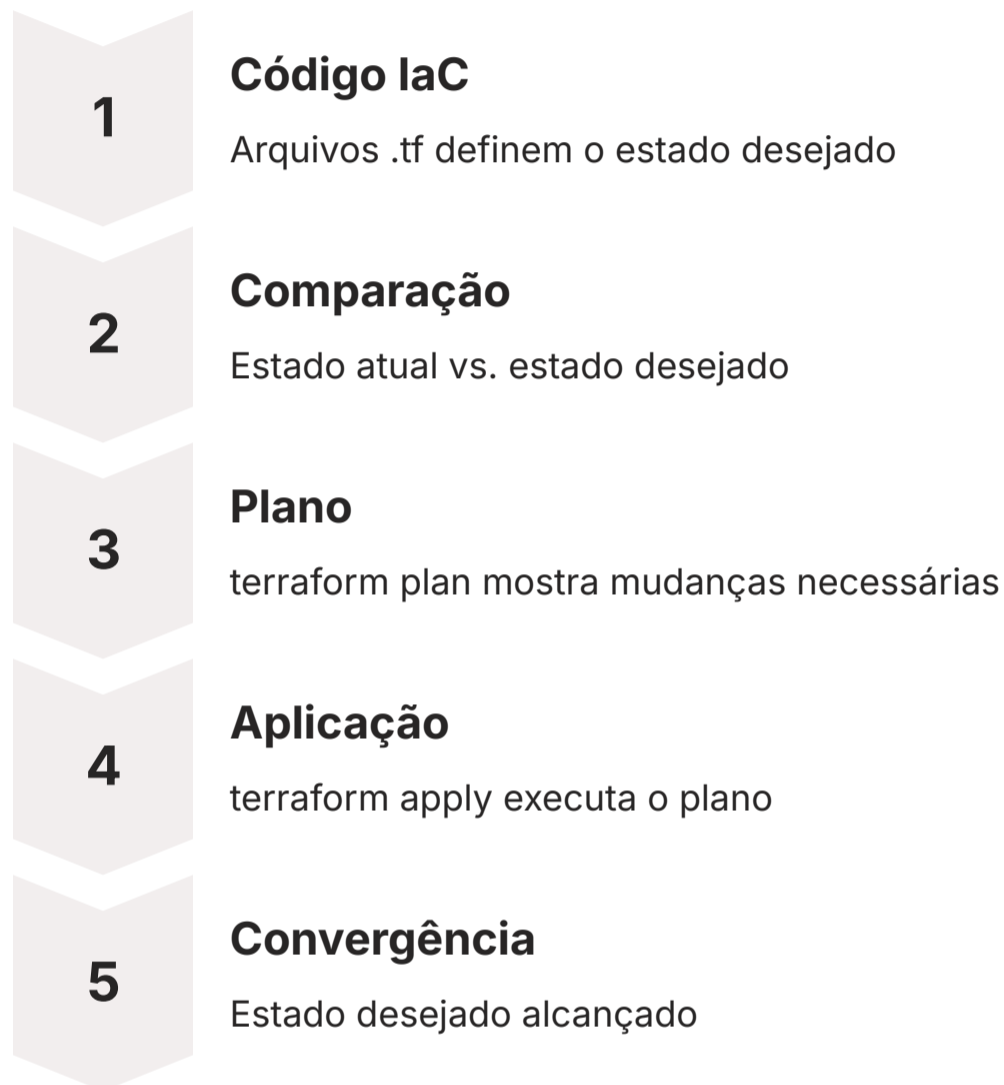 1
Código IaC
Arquivos .tf definem o estado desejado
2
Comparação
Estado atual vs. estado desejado
3
Plano
terraform plan mostra mudanças necessárias
4
Aplicação
terraform apply executa o plano
5
Convergência
Estado desejado alcançado